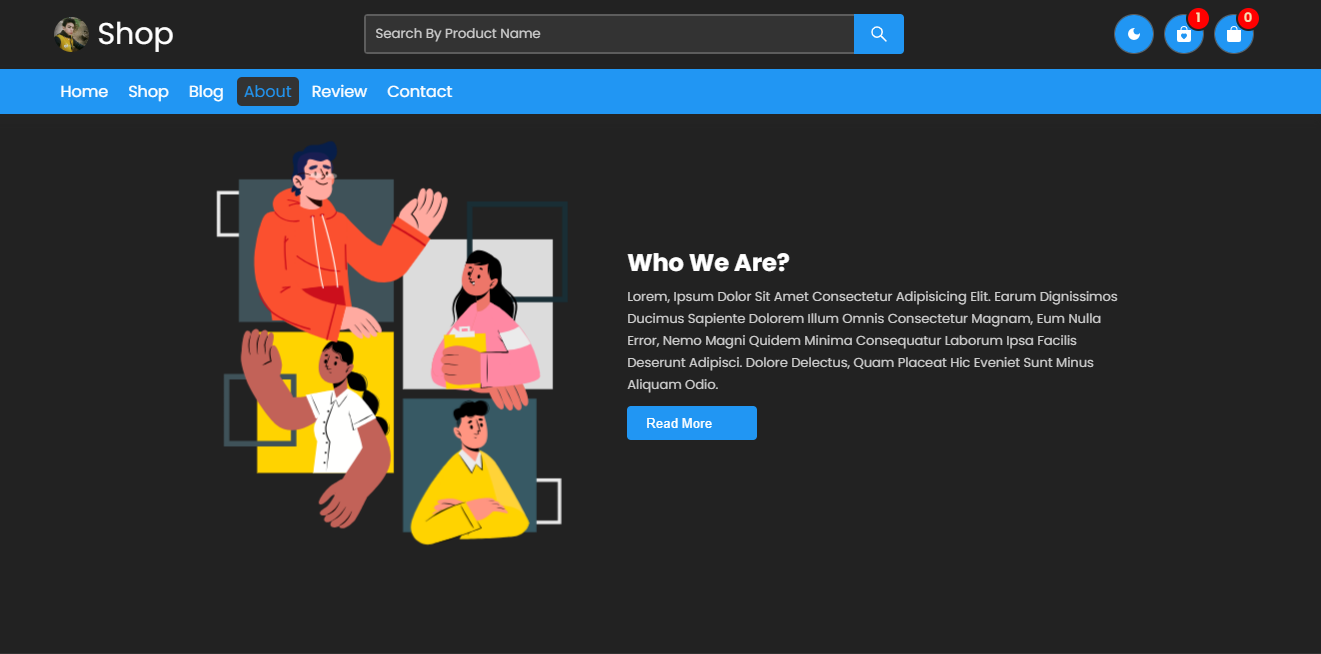 Shop
Search By Product Name
1
0
Home Shop Blog About Review Contact
Who We Are?
Lorem, Ipsum Dolor Sit Amet Consectetur Adipisicing Elit. Earum Dignissimos
Ducimus Sapiente Dolorem Illum Omnis Consectetur Magnam, Eum Nulla
Error, Nemo Magni Quidem Minima Consequatur Laborum Ipsa Facilis
Deserunt Adipisci. Dolore Delectus, Quam Placeat Hic Eveniet Sunt Minus
Aliquam Odio.
Read More